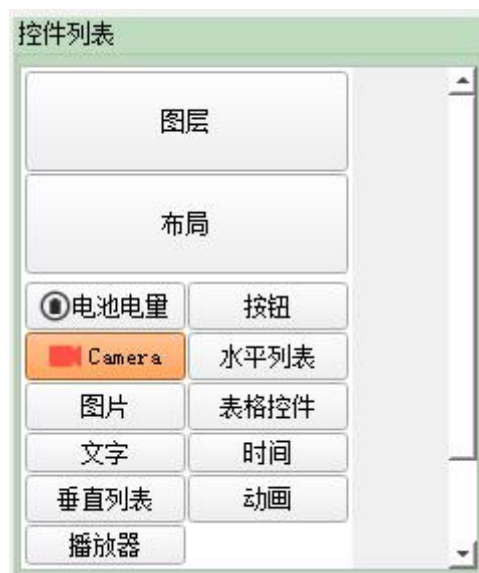 控件列表
图层
布局
电池电量 按钮
Camera 水平列表
图片 表格控件
文字 时间
垂直列表 动画
播放器